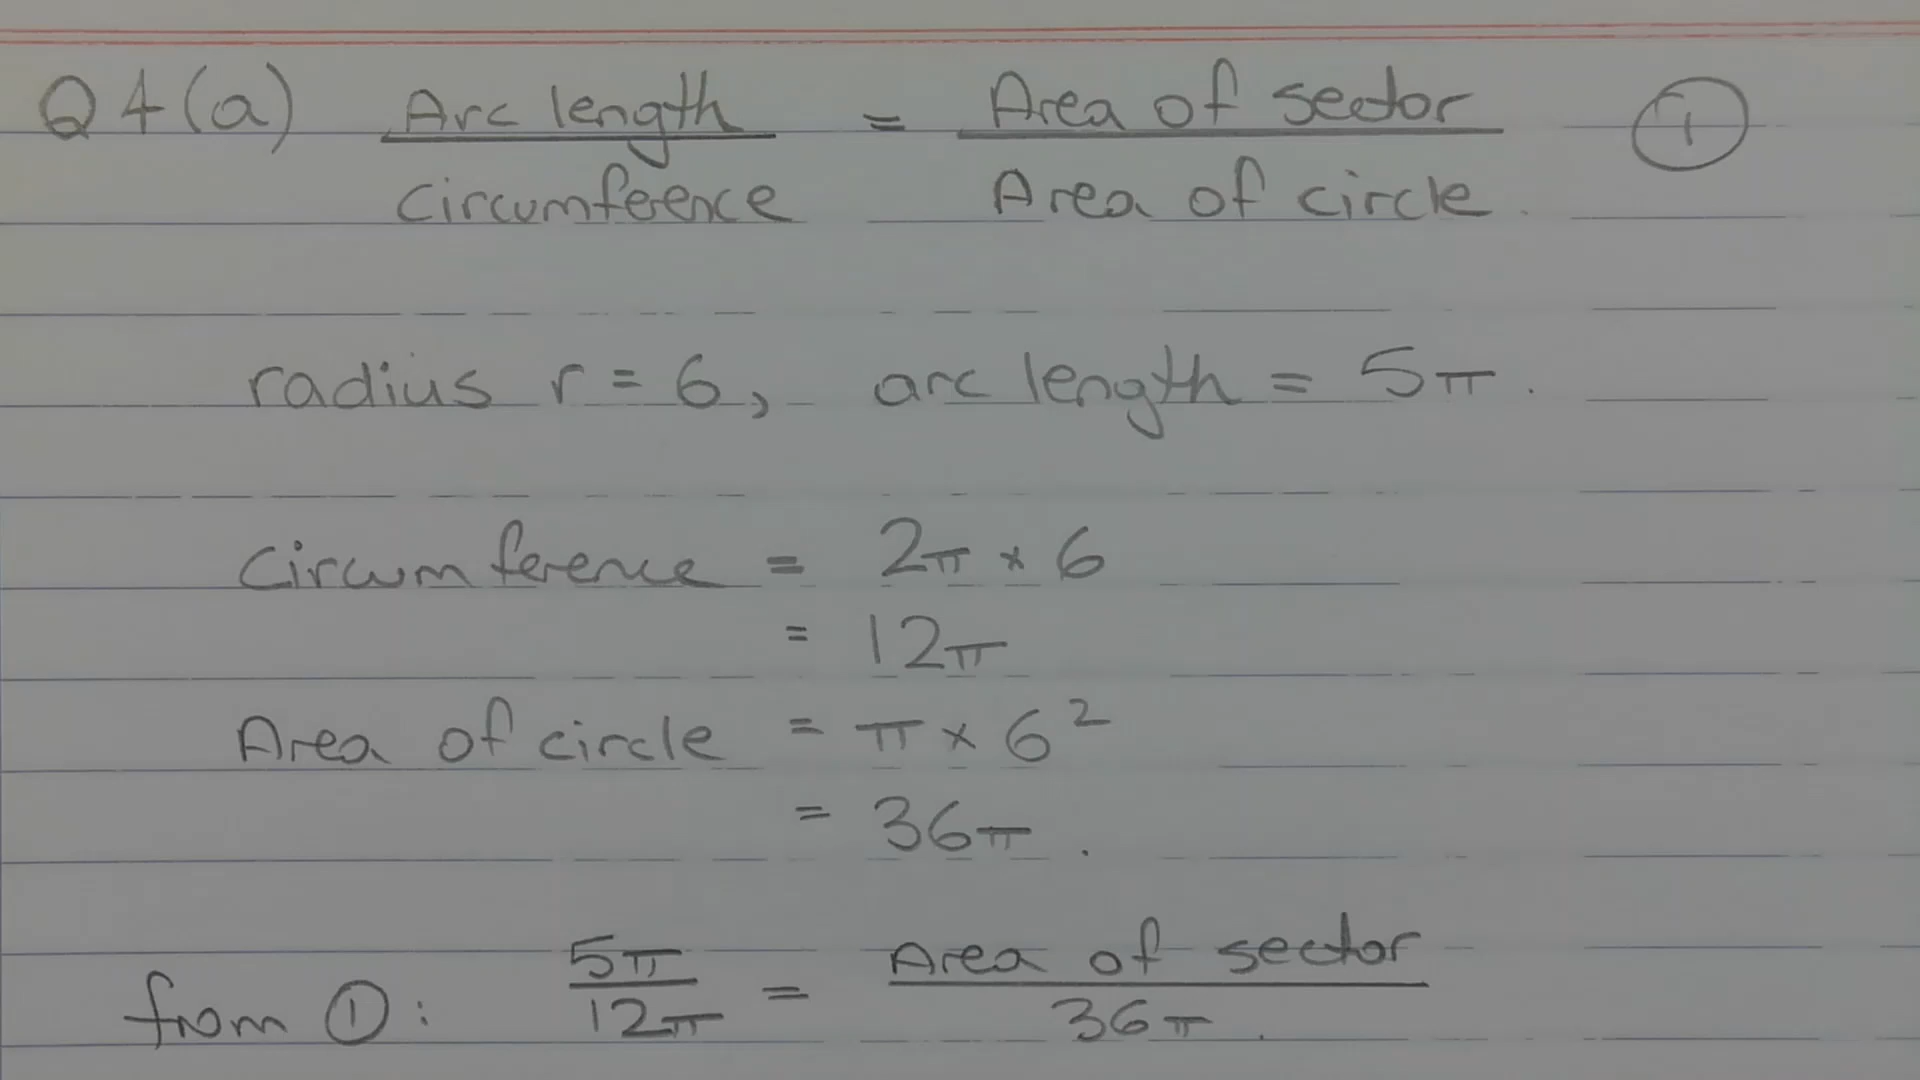 Q4(a) Arc length / Circumference = Area of sector / Area of circle. ①
radius r = 6, arc length = 5π.
Circumference = 2π × 6
= 12π
Area of circle = π × 6²
= 36π.
from ①: 5π / 12π = Area of sector / 36π.